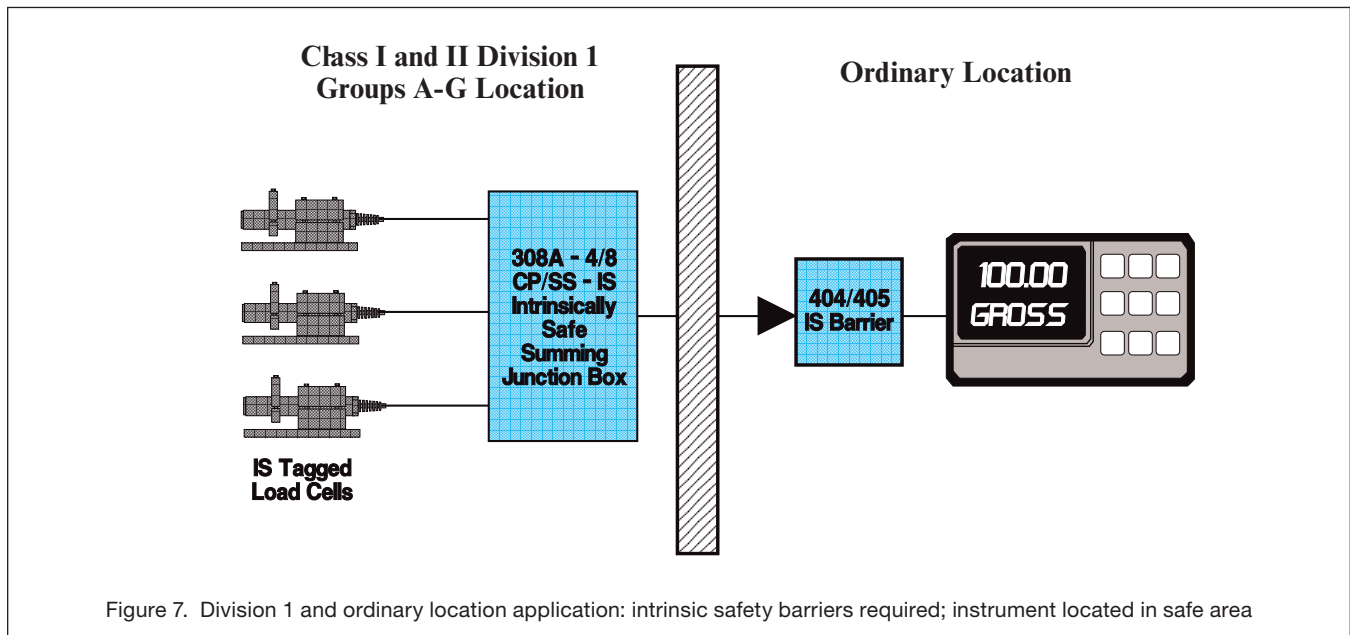 Class I and II Division 1
Groups A-G Location
Ordinary Location
308A - 4/8
CP/SS - IS
Intrinsically
Safe
Summing
Junction Box
404/405
IS Barrier
100.00
GROSS
IS Tagged
Load Cells
Figure 7. Division 1 and ordinary location application: intrinsic safety barriers required; instrument located in safe area